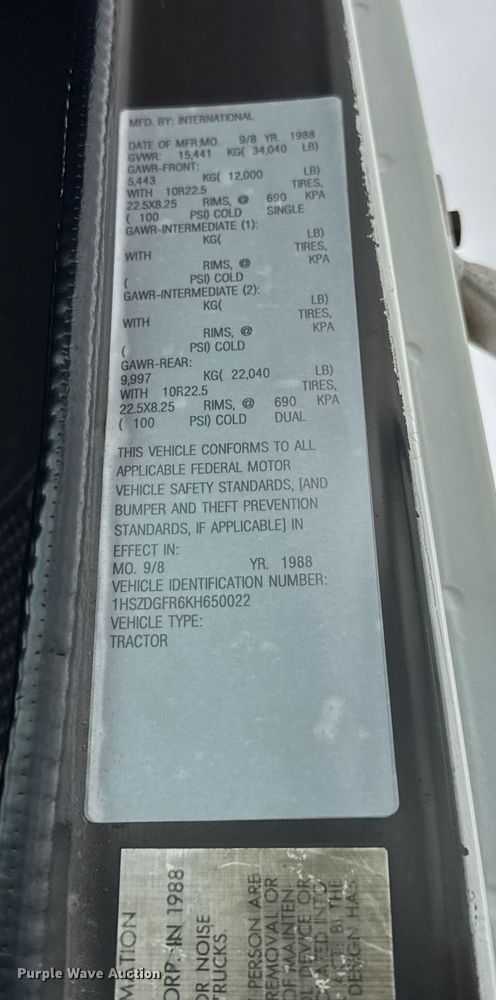 MFD. BY: INTERNATIONAL
DATE OF MFR.MO. 9/8 YR. 1988
GVWR: 15,441 KG( 34,040 LB)
GAWR-FRONT:
5,443 KG( 12,000 LB)
WITH 10R22.5 TIRES,
22.5X8.25 RIMS, @ 690 KPA
( 100 PSI) COLD SINGLE
GAWR-INTERMEDIATE (1):
KG( LB)
WITH TIRES,
RIMS, @ KPA
( PSI) COLD
GAWR-INTERMEDIATE (2):
KG( LB)
WITH TIRES,
RIMS, @ KPA
( PSI) COLD
GAWR-REAR:
9,997 KG( 22,040 LB)
WITH 10R22.5 TIRES,
22.5X8.25 RIMS, @ 690 KPA
( 100 PSI) COLD DUAL
THIS VEHICLE CONFORMS TO ALL
APPLICABLE FEDERAL MOTOR
VEHICLE SAFETY STANDARDS, [AND
BUMPER AND THEFT PREVENTION
STANDARDS, IF APPLICABLE] IN
EFFECT IN:
MO. 9/8 YR. 1988
VEHICLE IDENTIFICATION NUMBER:
1HSZDGFR6KH650022
VEHICLE TYPE:
TRACTOR
MATION
ORP. IN 1988
OR NOISE
TRUCKS.
PERSON ARE
REMOVAL OR
OF MAINTEN-
L DEVICE OR
RATED INTO
ACT: B) THE
DESIGN HAS
Purple Wave Auction